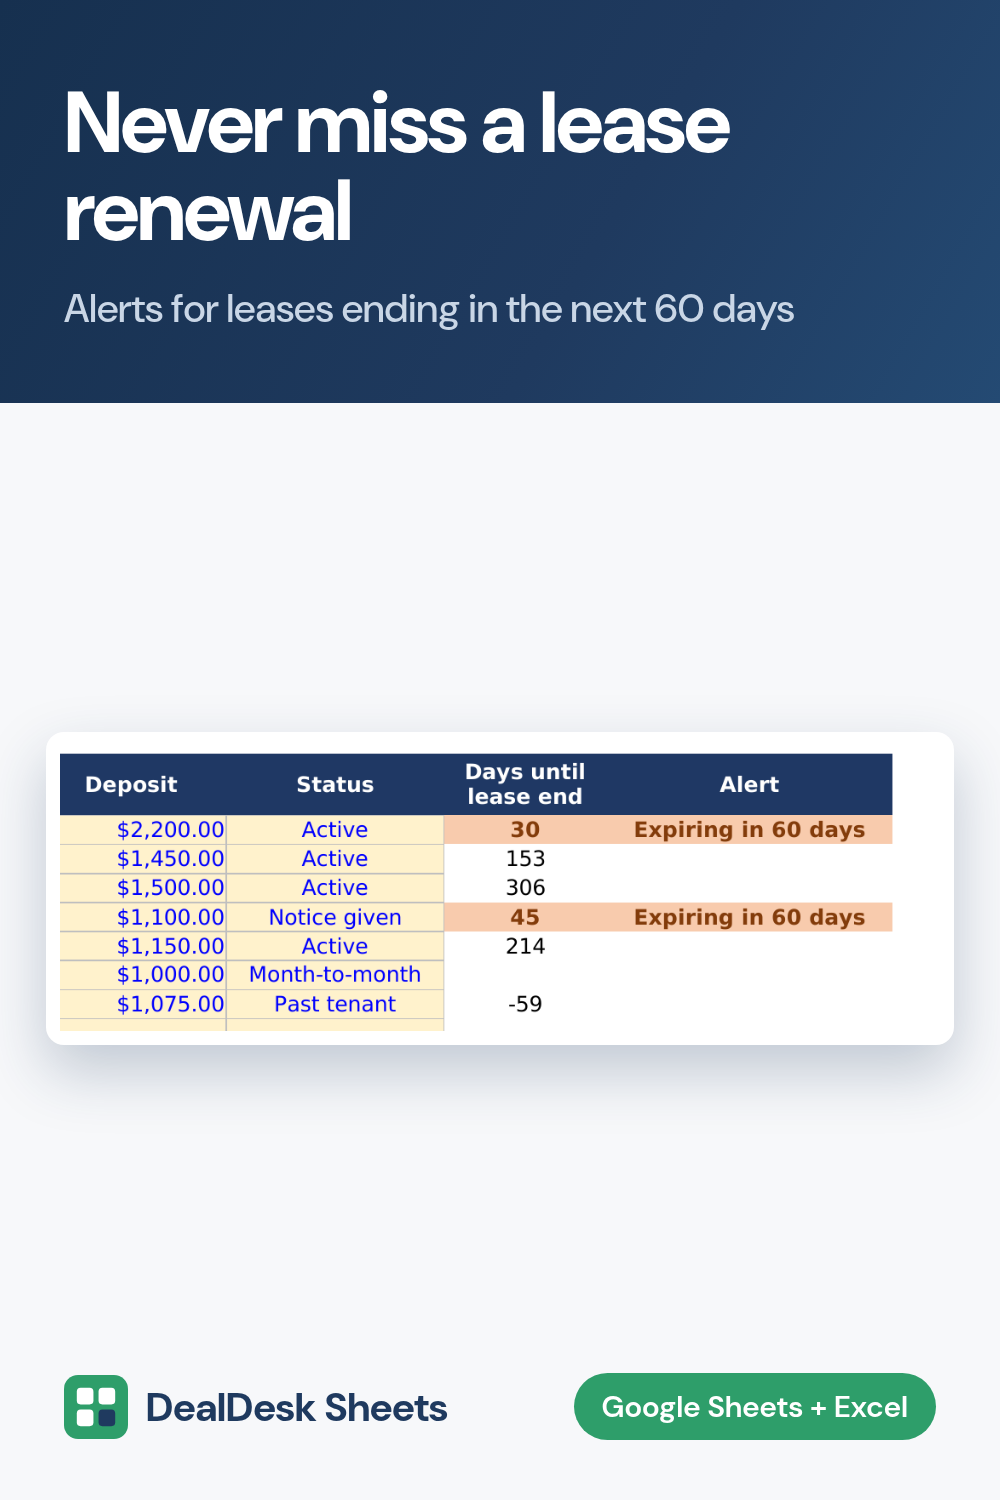 Never miss a lease
renewal
Alerts for leases ending in the next 60 days
Deposit Status Days until lease end Alert
$2,200.00 Active 30 Expiring in 60 days
$1,450.00 Active 153
$1,500.00 Active 306
$1,100.00 Notice given 45 Expiring in 60 days
$1,150.00 Active 214
$1,000.00 Month-to-month
$1,075.00 Past tenant -59
DealDesk Sheets
Google Sheets + Excel